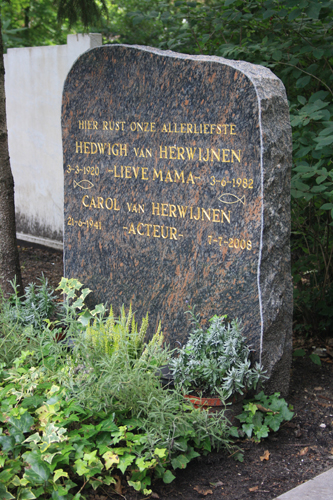 HIER RUST ONZE ALLERLIEFSTE
HEDWIGH VAN HERWIJNEN
3-3-1920 -LIEVE MAMA- 3-6-1982
CAROL VAN HERWIJNEN
21-6-1941 -ACTEUR- 7-7-2008